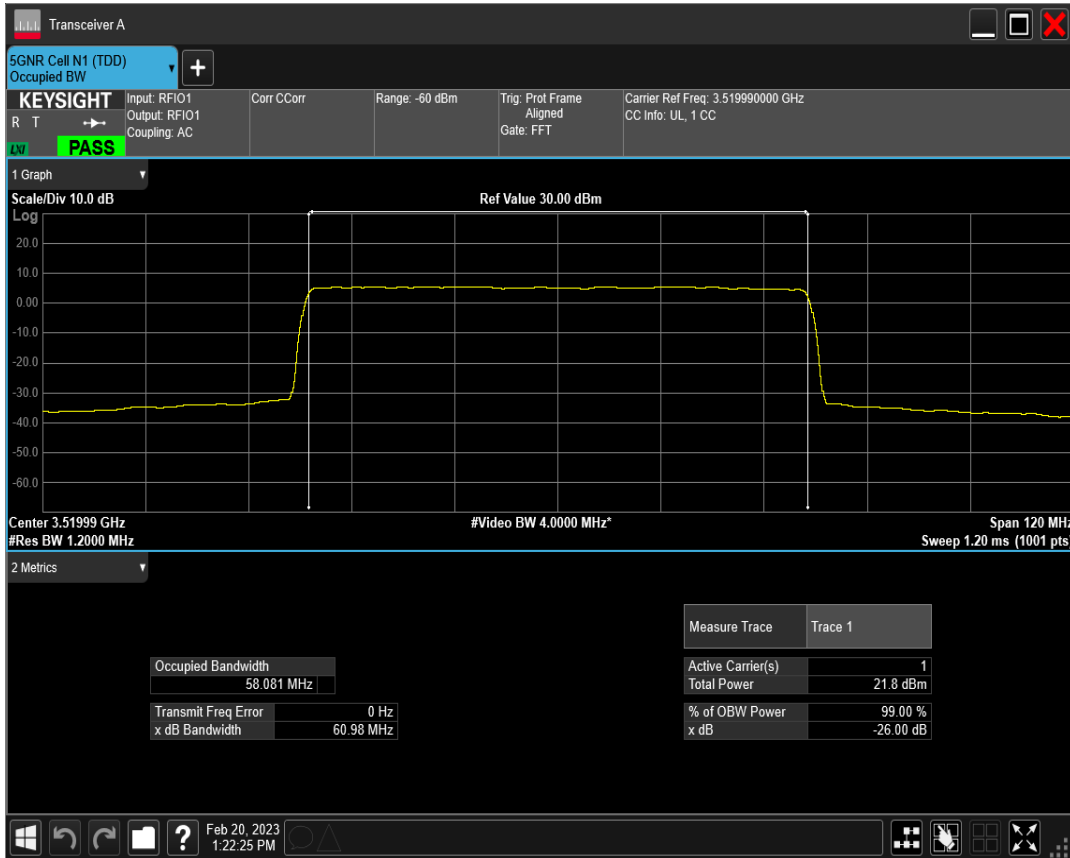 Transceiver A
5GNR Cell N1 (TDD)
Occupied BW
+
KEYSIGHT
R T
LXI
PASS
Input: RFIO1
Output: RFIO1
Coupling: AC
Corr CCorr
Range: -60 dBm
Trig: Prot Frame
Aligned
Gate: FFT
Carrier Ref Freq: 3.519990000 GHz
CC Info: UL, 1 CC
1 Graph
Scale/Div 10.0 dB
Ref Value 30.00 dBm
Log
20.0
10.0
0.00
-10.0
-20.0
-30.0
-40.0
-50.0
-60.0
Center 3.51999 GHz
#Video BW 4.0000 MHz*
Span 120 MHz
#Res BW 1.2000 MHz
Sweep 1.20 ms (1001 pts)
2 Metrics
Measure Trace Trace 1
Occupied Bandwidth
58.081 MHz
Active Carrier(s) 1
Total Power 21.8 dBm
Transmit Freq Error 0 Hz
x dB Bandwidth 60.98 MHz
% of OBW Power 99.00 %
x dB -26.00 dB
?
Feb 20, 2023
1:22:25 PM